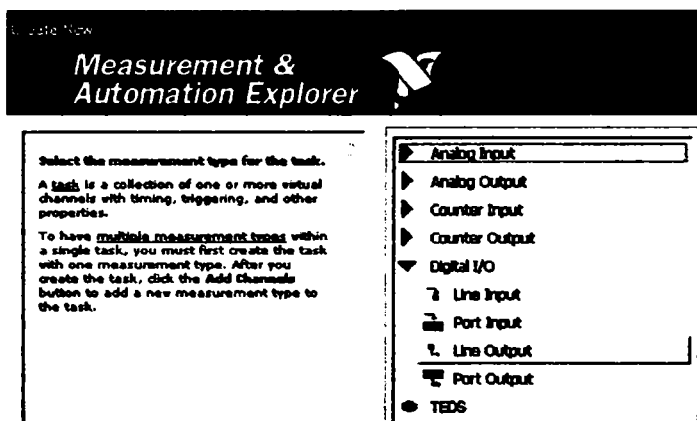 Create New
Measurement &
Automation Explorer
Select the measurement type for the task.
A task is a collection of one or more virtual
channels with timing, triggering, and other
properties.
To have multiple measurement types within
a single task, you must first create the task
with one measurement type. After you
create the task, click the Add Channels
button to add a new measurement type to
the task.
Analog Input
Analog Output
Counter Input
Counter Output
Digital I/O
Line Input
Port Input
Line Output
Port Output
TEDS